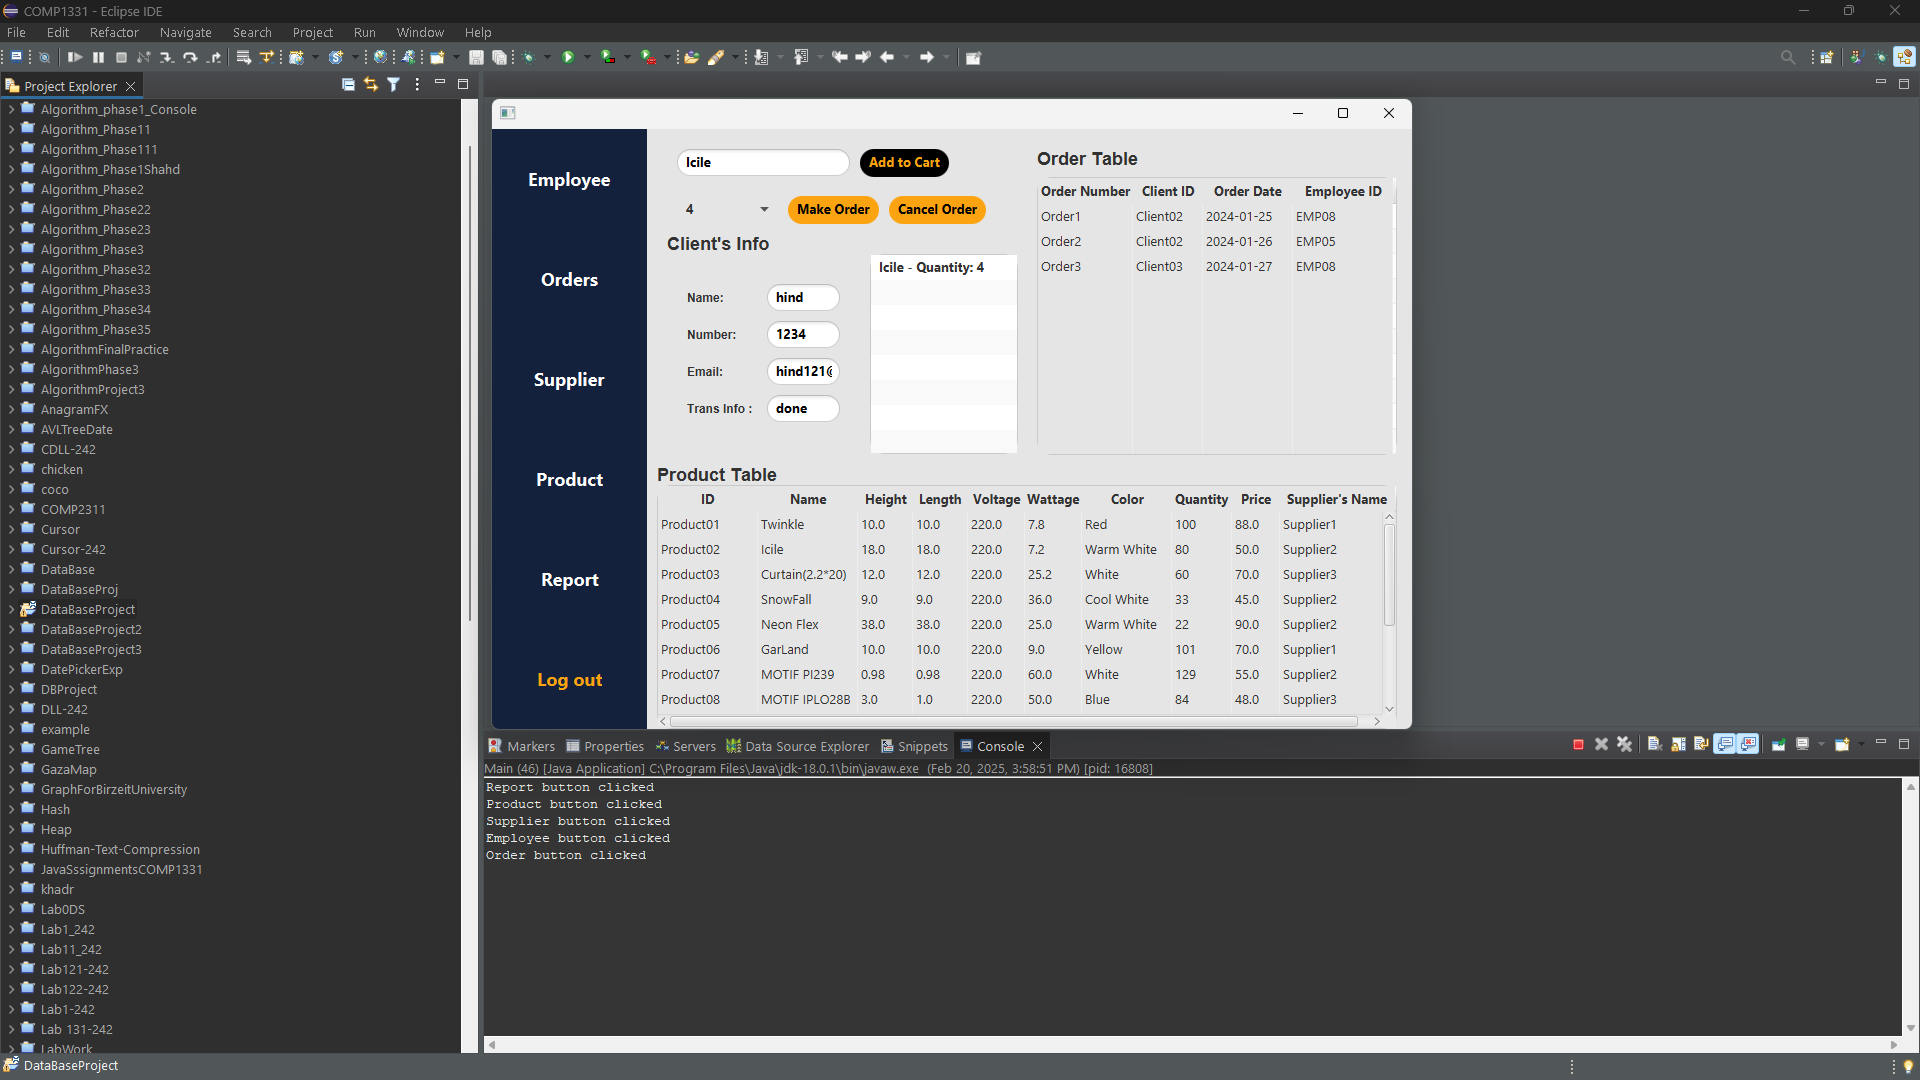 COMP1331 - Eclipse IDE
File Edit Refactor Navigate Search Project Run Window Help
Project Explorer
Algorithm_phase1_Console
Algorithm_Phase11
Algorithm_Phase111
Algorithm_Phase1Shahd
Algorithm_Phase2
Algorithm_Phase22
Algorithm_Phase23
Algorithm_Phase3
Algorithm_Phase32
Algorithm_Phase33
Algorithm_Phase34
Algorithm_Phase35
AlgorithmFinalPractice
AlgorithmPhase3
AlgorithmProject3
AnagramFX
AVLTreeDate
CDLL-242
chicken
coco
COMP2311
Cursor
Cursor-242
DataBase
DataBaseProj
DataBaseProject
DataBaseProject2
DataBaseProject3
DatePickerExp
DBProject
DLL-242
example
GameTree
GazaMap
GraphForBirzeitUniversity
Hash
Heap
Huffman-Text-Compression
JavaSssignmentsCOMP1331
khadr
Lab0DS
Lab1_242
Lab11_242
Lab121-242
Lab122-242
Lab1-242
Lab 131-242
LabWork
DataBaseProject
Employee
Orders
Supplier
Product
Report
Log out
Icile Add to Cart
4 Make Order Cancel Order
Client's Info
Name: hind
Number: 1234
Email: hind121@
Trans Info : done
Icile - Quantity: 4
Order Table
Order Number Client ID Order Date Employee ID
Order1 Client02 2024-01-25 EMP08
Order2 Client02 2024-01-26 EMP05
Order3 Client03 2024-01-27 EMP08
Product Table
ID Name Height Length Voltage Wattage Color Quantity Price Supplier's Name
Product01 Twinkle 10.0 10.0 220.0 7.8 Red 100 88.0 Supplier1
Product02 Icile 18.0 18.0 220.0 7.2 Warm White 80 50.0 Supplier2
Product03 Curtain(2.2*20) 12.0 12.0 220.0 25.2 White 60 70.0 Supplier3
Product04 SnowFall 9.0 9.0 220.0 36.0 Cool White 33 45.0 Supplier2
Product05 Neon Flex 38.0 38.0 220.0 25.0 Warm White 22 90.0 Supplier2
Product06 GarLand 10.0 10.0 220.0 9.0 Yellow 101 70.0 Supplier1
Product07 MOTIF PI239 0.98 0.98 220.0 60.0 White 129 55.0 Supplier2
Product08 MOTIF IPLO28B 3.0 1.0 220.0 50.0 Blue 84 48.0 Supplier3
Markers Properties Servers Data Source Explorer Snippets Console
Main (46) [Java Application] C:\Program Files\Java\jdk-18.0.1\bin\javaw.exe (Feb 20, 2025, 3:58:51 PM) [pid: 16808]
Report button clicked
Product button clicked
Supplier button clicked
Employee button clicked
Order button clicked